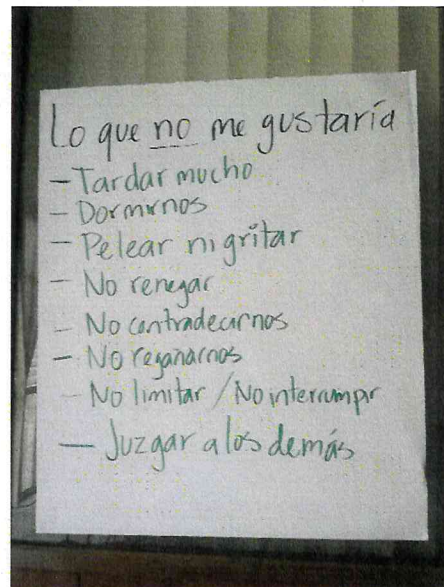 Lo que no me gustaría
- Tardar mucho
- Dormirnos
- Pelear ni gritar
- No renegar
- No contradecirnos
- No regañarnos
- No limitar / No interrumpir
- Juzgar a los demás